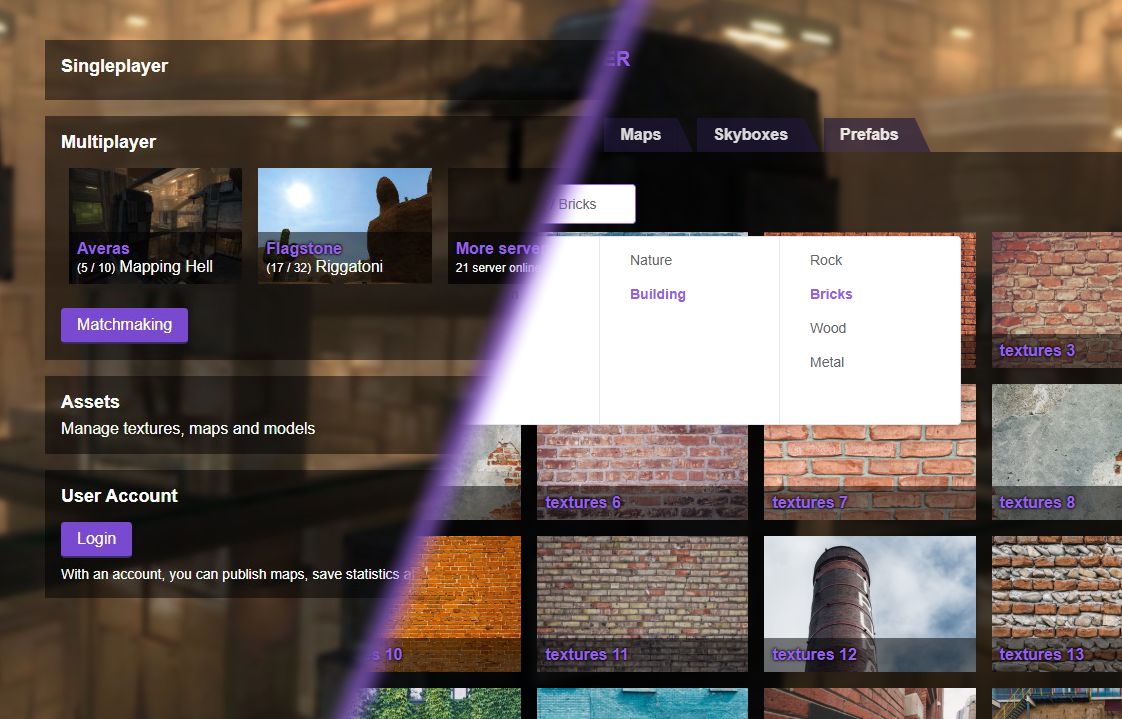 Singleplayer
Multiplayer
Averas
(5 / 10) Mapping Hell
Flagstone
(17 / 32) Riggatoni
More server
21 server online
Matchmaking
Assets
Manage textures, maps and models
User Account
Login
With an account, you can publish maps, save statistics
ER
Maps
Skyboxes
Prefabs
/ Bricks
Nature
Building
Rock
Bricks
Wood
Metal
textures 3
textures 6
textures 7
textures 8
s 10
textures 11
textures 12
textures 13